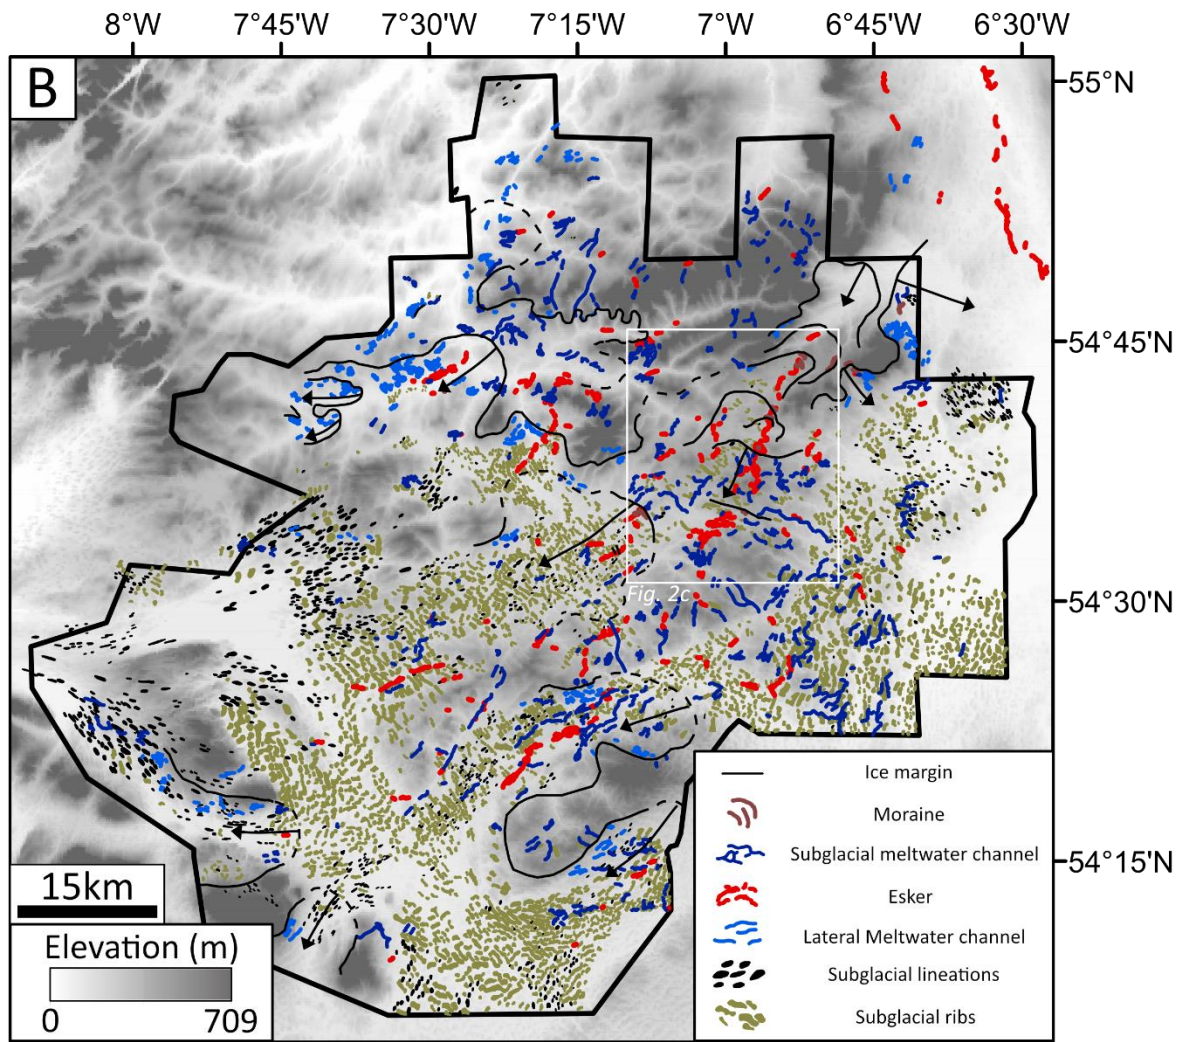 8°W 7°45'W 7°30'W 7°15'W 7°0'W 6°45'W 6°30'W
B
55°N
54°45'N
54°30'N
54°15'N
Fig. 2c
15km
Elevation (m)
0 709
Ice margin
Moraine
Subglacial meltwater channel
Esker
Lateral Meltwater channel
Subglacial lineations
Subglacial ribs